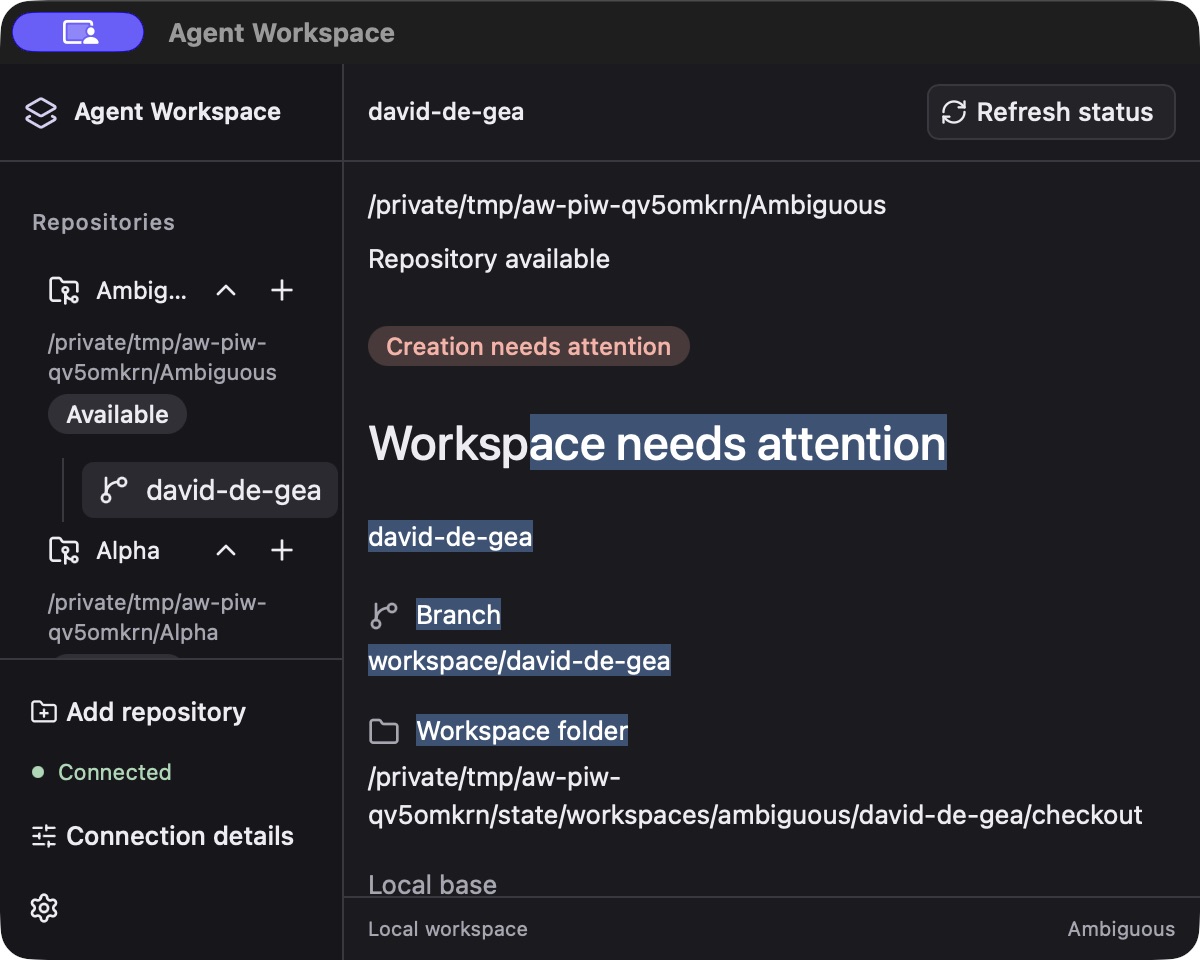 Agent Workspace
Agent Workspace
Repositories
Ambig...
/private/tmp/aw-piw-
qv5omkrn/Ambiguous
Available
david-de-gea
Alpha
/private/tmp/aw-piw-
qv5omkrn/Alpha
Add repository
Connected
Connection details
david-de-gea
Refresh status
/private/tmp/aw-piw-qv5omkrn/Ambiguous
Repository available
Creation needs attention
Workspace needs attention
david-de-gea
Branch
workspace/david-de-gea
Workspace folder
/private/tmp/aw-piw-
qv5omkrn/state/workspaces/ambiguous/david-de-gea/checkout
Local base
Local workspace
Ambiguous